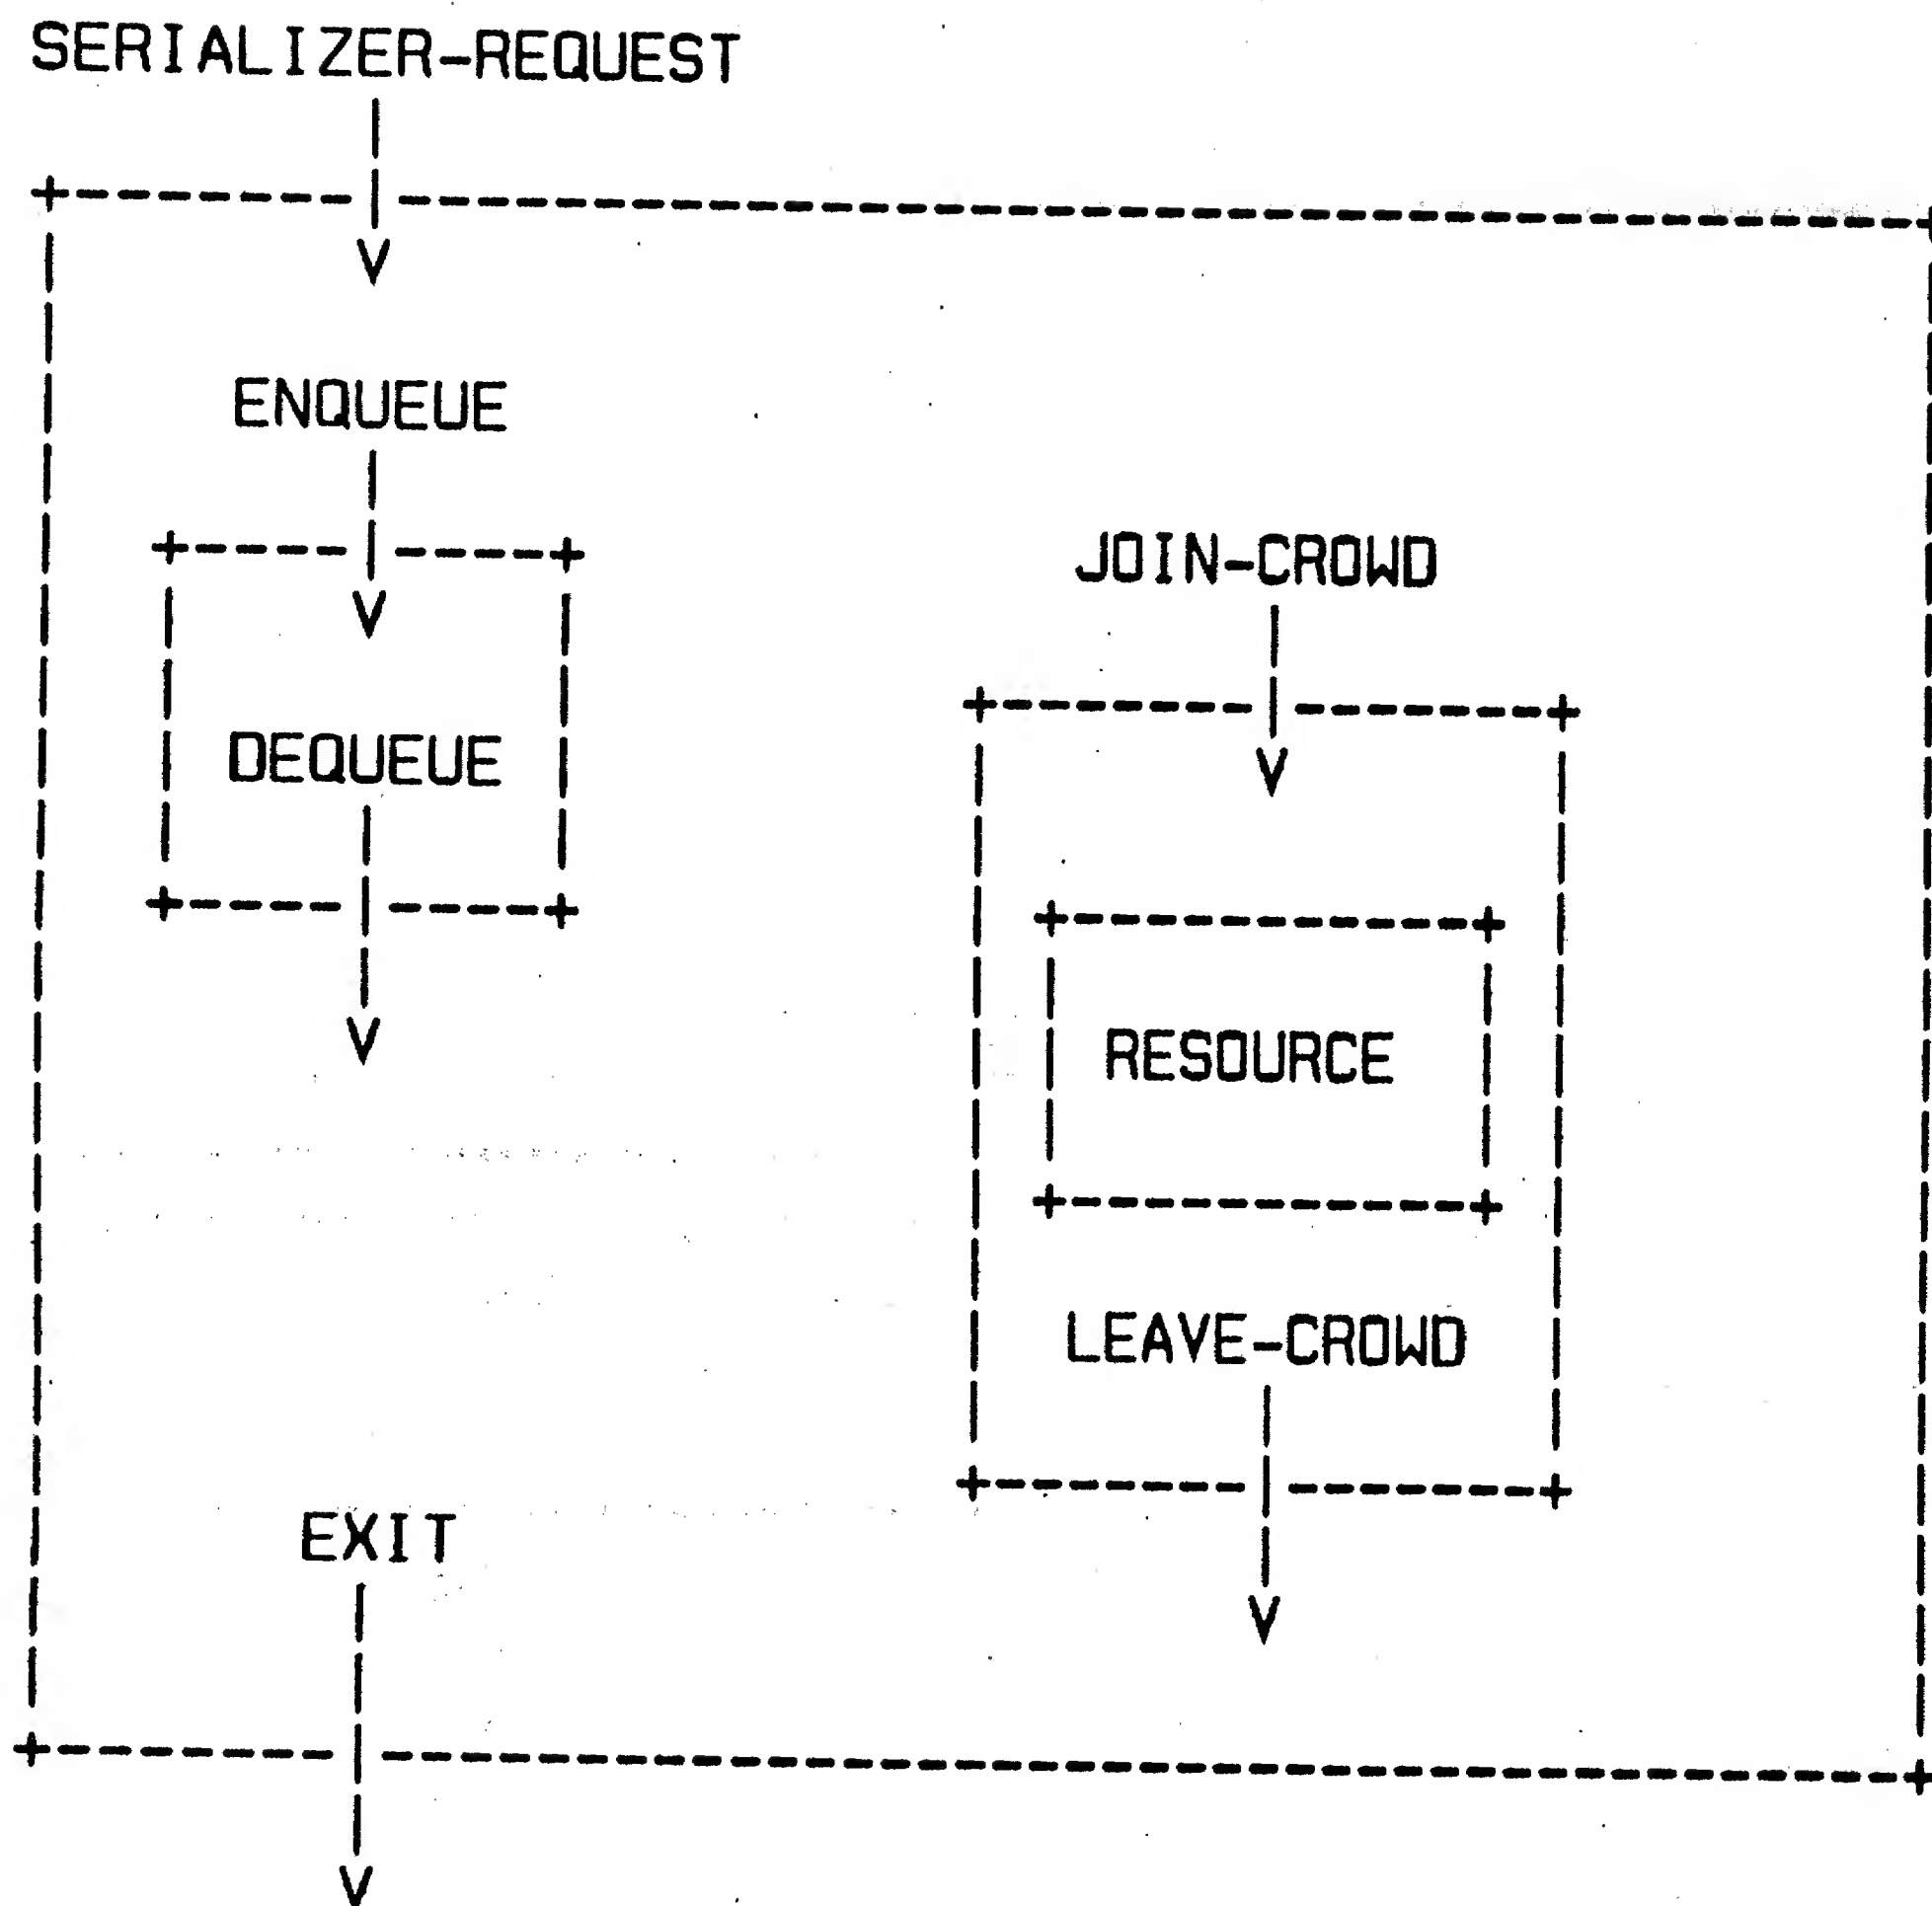 SERIALIZER-REQUEST
ENQUEUE
JOIN-CROWD
DEQUEUE
RESOURCE
LEAVE-CROWD
EXIT